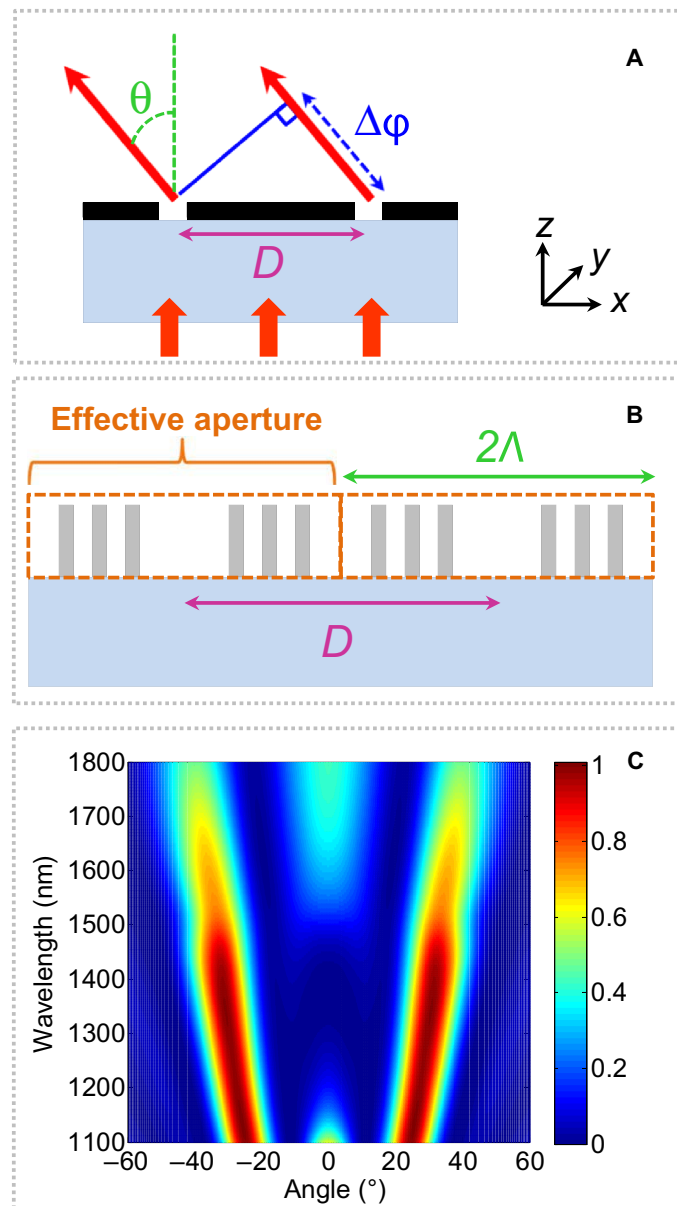 A
θ
Δφ
D
z
y
x
B
Effective aperture
2Λ
D
C
1800
1700
1600
1500
1400
1300
1200
1100
Wavelength (nm)
–60
–40
–20
0
20
40
60
Angle (°)
1
0.8
0.6
0.4
0.2
0